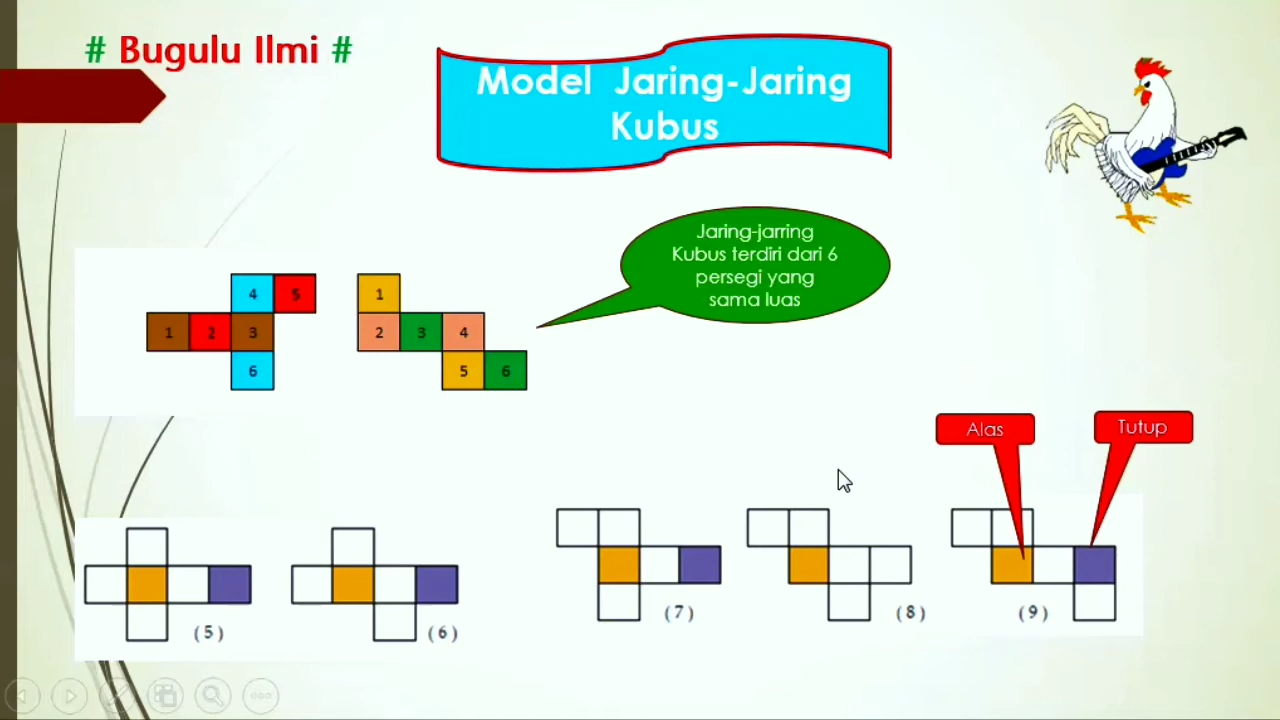 # Bugulu Ilmi #
Model Jaring-Jaring
Kubus
Jaring-jarring
Kubus terdiri dari 6
persegi yang
sama luas
4 5
1 2 3
6
1
2 3 4
5 6
Alas
Tutup
(5)
(6)
(7)
(8)
(9)